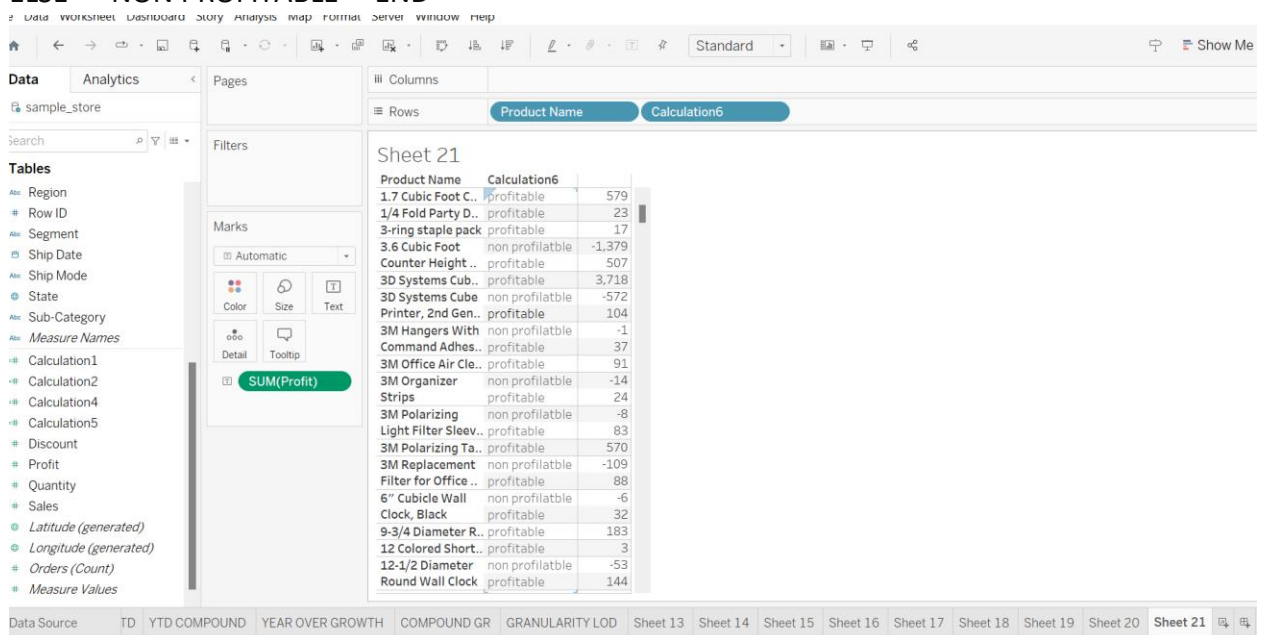 ELSE "NON PROFITABLE" END
Data Worksheet Dashboard Story Analysis Map Format Server Window Help
Standard
Show Me
Data Analytics
sample_store
Search
Tables
Region
Row ID
Segment
Ship Date
Ship Mode
State
Sub-Category
Measure Names
Calculation1
Calculation2
Calculation4
Calculation5
Discount
Profit
Quantity
Sales
Latitude (generated)
Longitude (generated)
Orders (Count)
Measure Values
Pages
Filters
Marks
Automatic
Color Size Text
Detail Tooltip
SUM(Profit)
Columns
Rows Product Name Calculation6
Sheet 21
Product Name Calculation6
1.7 Cubic Foot C.. profitable 579
1/4 Fold Party D.. profitable 23
3-ring staple pack profitable 17
3.6 Cubic Foot non profilatble -1,379
Counter Height .. profitable 507
3D Systems Cub.. profitable 3,718
3D Systems Cube non profilatble -572
Printer, 2nd Gen.. profitable 104
3M Hangers With non profilatble -1
Command Adhes.. profitable 37
3M Office Air Cle.. profitable 91
3M Organizer non profilatble -14
Strips profitable 24
3M Polarizing non profilatble -8
Light Filter Sleev.. profitable 83
3M Polarizing Ta.. profitable 570
3M Replacement non profilatble -109
Filter for Office .. profitable 88
6" Cubicle Wall non profilatble -6
Clock, Black profitable 32
9-3/4 Diameter R.. profitable 183
12 Colored Short.. profitable 3
12-1/2 Diameter non profilatble -53
Round Wall Clock profitable 144
Data Source TD YTD COMPOUND YEAR OVER GROWTH COMPOUND GR GRANULARITY LOD Sheet 13 Sheet 14 Sheet 15 Sheet 16 Sheet 17 Sheet 18 Sheet 19 Sheet 20 Sheet 21